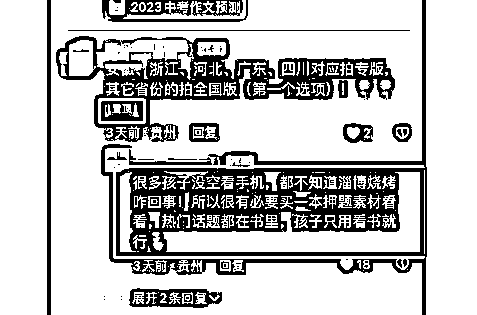 2023中考作文预测
安徽、浙江、河北、广东、四川对应拍专版，
其它省份的拍全国版（第一个选项）！
置顶
3天前 贵州 回复
2
很多孩子没空看手机，都不知道淄博烧烤
咋回事！所以很有必要买一本押题素材看
看，热门话题都在书里，孩子只用看书就
行
3天前 贵州 回复
18
展开2条回复